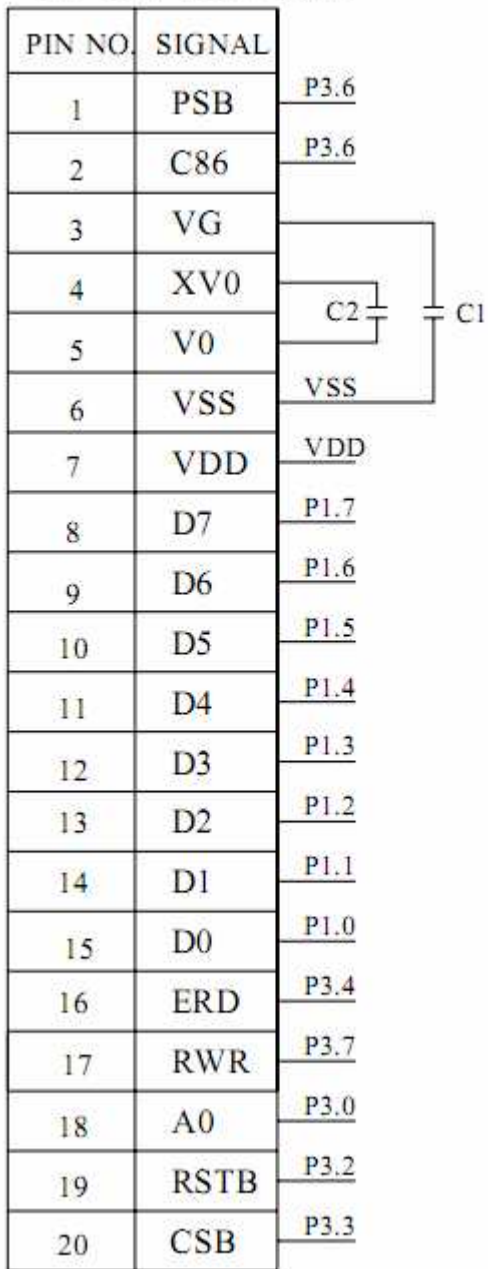 PIN NO. SIGNAL
1 PSB P3.6
2 C86 P3.6
3 VG
4 XV0
C2 C1
5 V0
6 VSS VSS
7 VDD VDD
8 D7 P1.7
9 D6 P1.6
10 D5 P1.5
11 D4 P1.4
12 D3 P1.3
13 D2 P1.2
14 D1 P1.1
15 D0 P1.0
16 ERD P3.4
17 RWR P3.7
18 A0 P3.0
19 RSTB P3.2
20 CSB P3.3